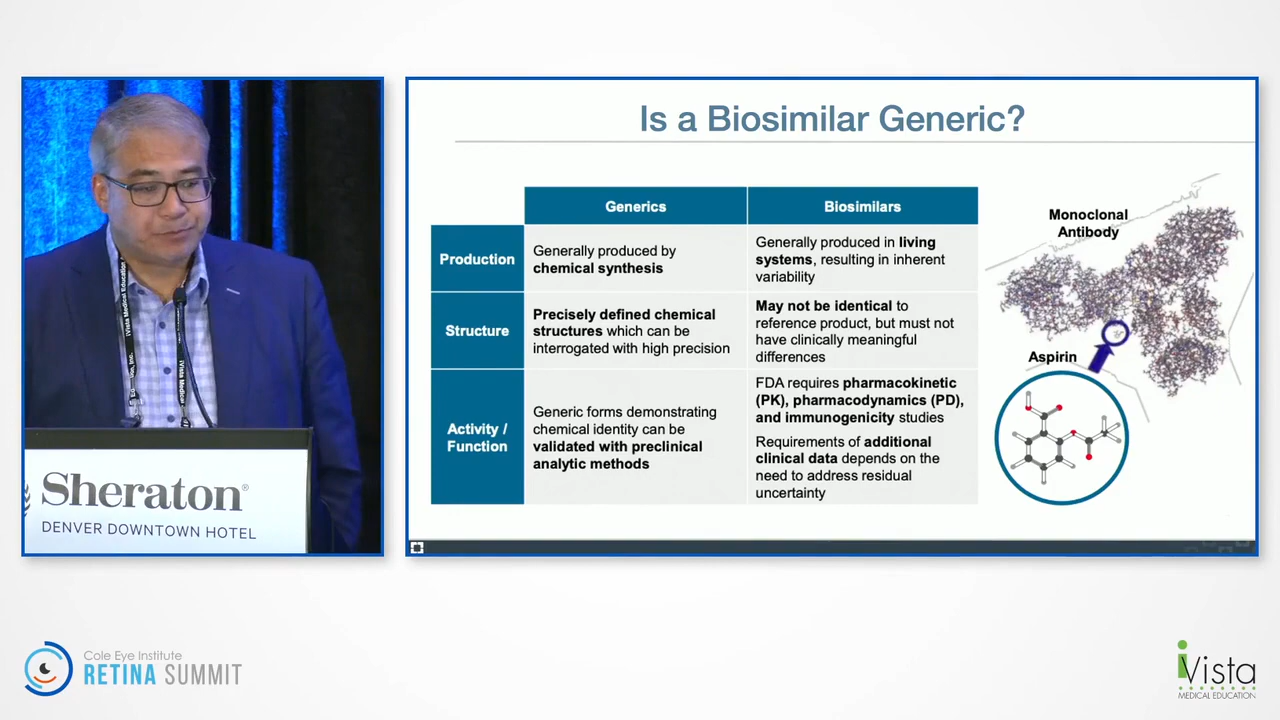 Is a Biosimilar Generic?
Generics
Biosimilars
Production
Generally produced by
chemical synthesis
Generally produced in living
systems, resulting in inherent
variability
Structure
Precisely defined chemical
structures which can be
interrogated with high precision
May not be identical to
reference product, but must not
have clinically meaningful
differences
Activity /
Function
Generic forms demonstrating
chemical identity can be
validated with preclinical
analytic methods
FDA requires pharmacokinetic
(PK), pharmacodynamics (PD),
and immunogenicity studies
Requirements of additional
clinical data depends on the
need to address residual
uncertainty
Monoclonal
Antibody
Aspirin
iVista Medical Education
iVista Medical
Sheraton®
DENVER DOWNTOWN HOTEL
Cole Eye Institute
RETINA SUMMIT
iVista
MEDICAL EDUCATION